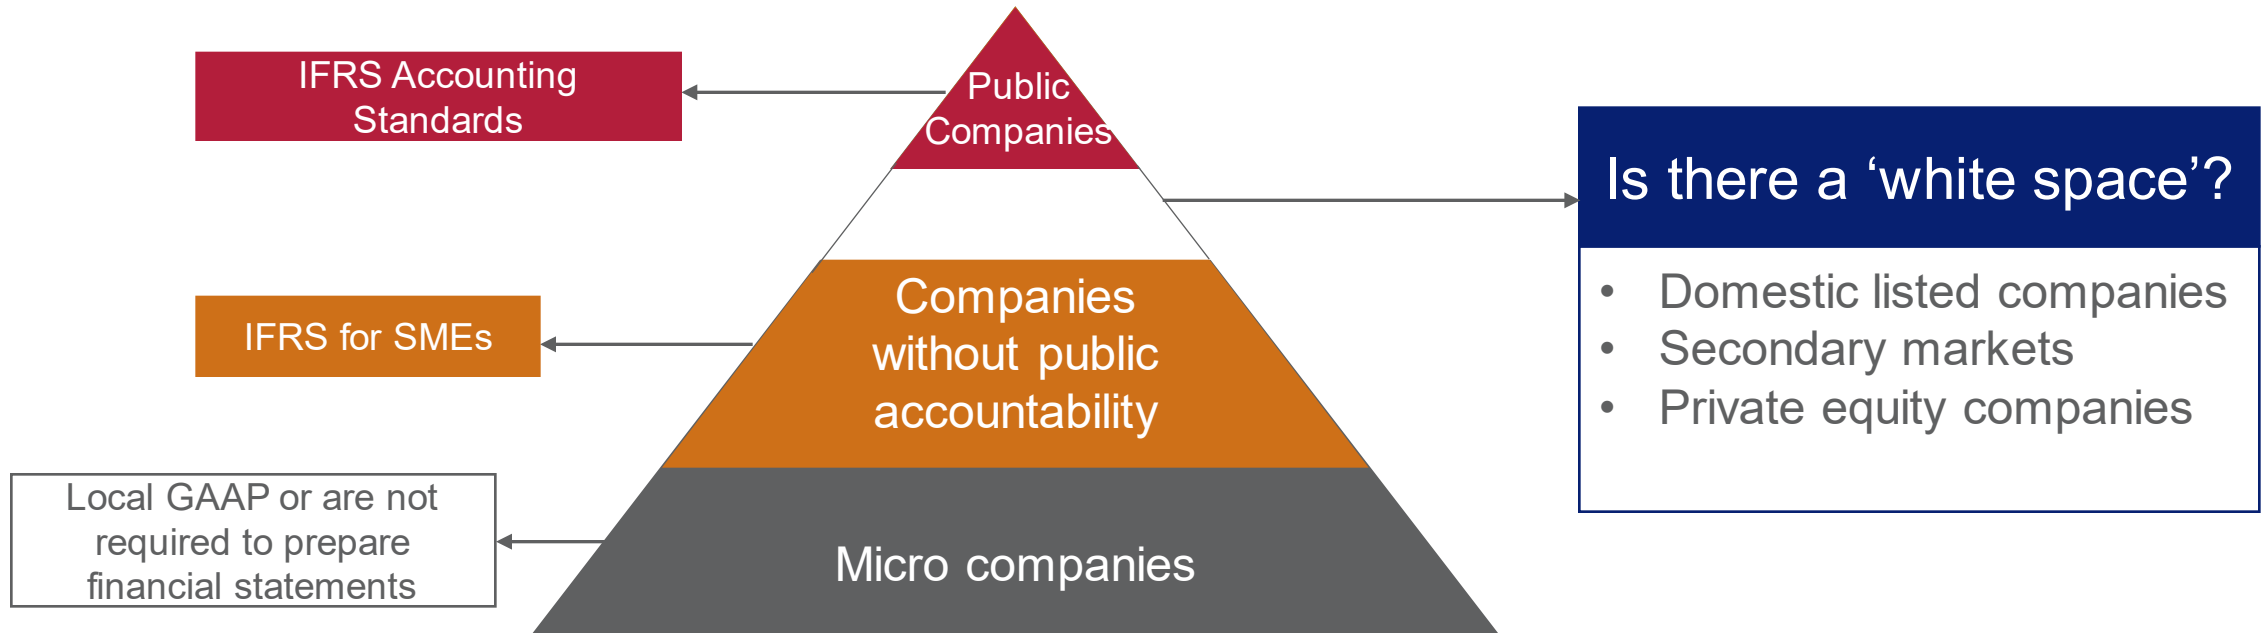 IFRS Accounting
Standards
Public
Companies
Is there a ‘white space’?
• Domestic listed companies
• Secondary markets
• Private equity companies
IFRS for SMEs
Companies
without public
accountability
Local GAAP or are not
required to prepare
financial statements
Micro companies